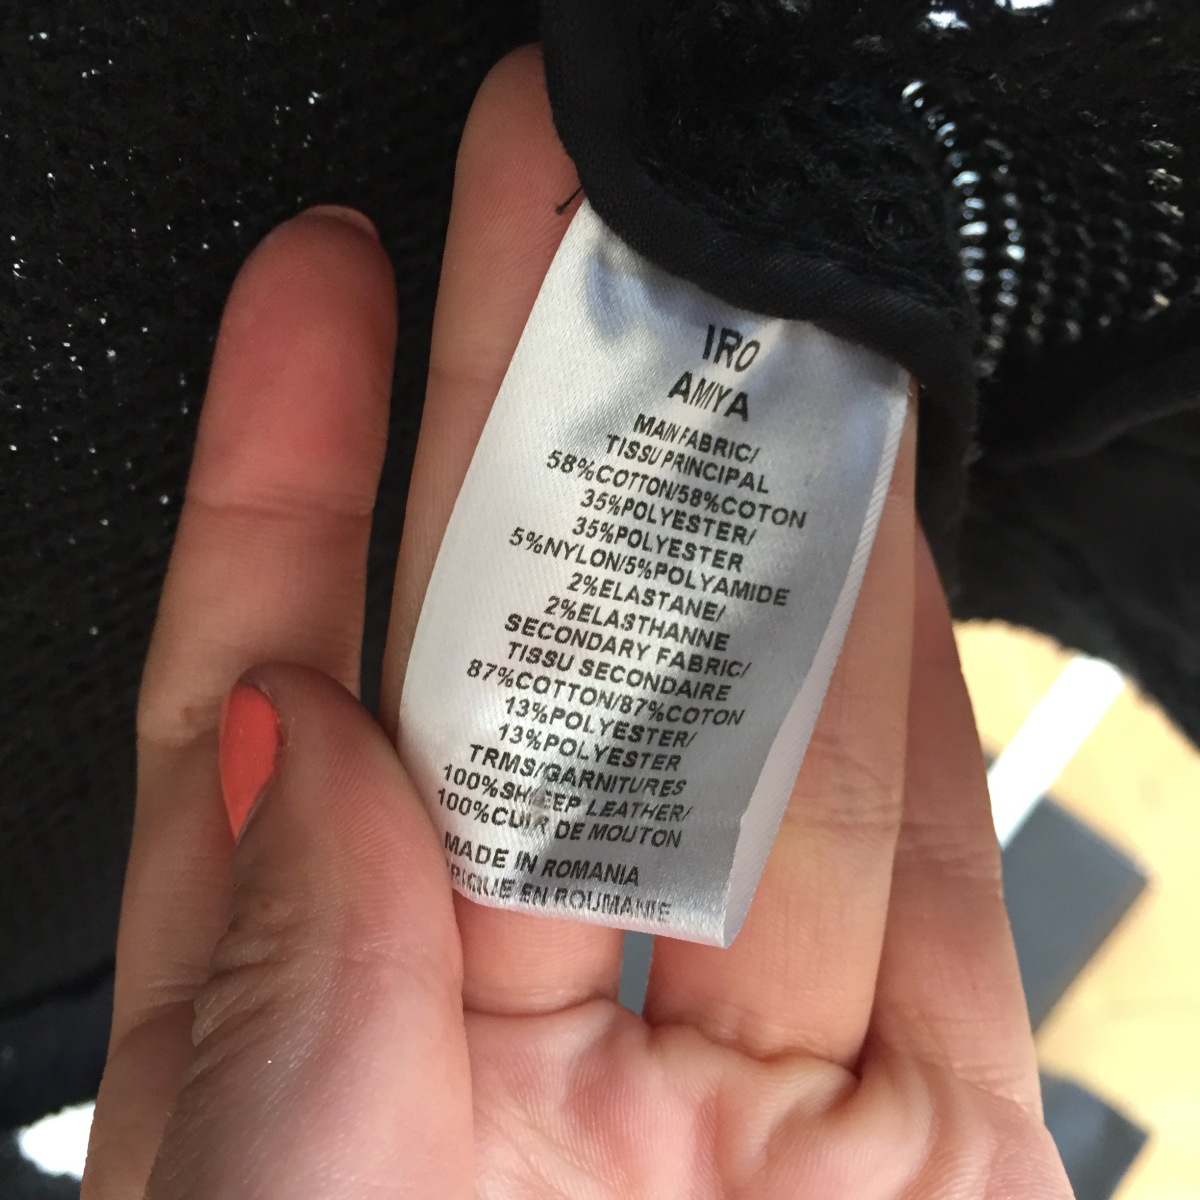 IRO
AMIYA
MAIN FABRIC/
TISSU PRINCIPAL
58%COTTON/58%COTON
35%POLYESTER/
35%POLYESTER
5%NYLON/5%POLYAMIDE
2%ELASTANE/
2%ELASTHANNE
SECONDARY FABRIC/
TISSU SECONDAIRE
87%COTTON/87%COTON
13%POLYESTER/
13%POLYESTER
TRMS/GARNITURES
100%SHEEP LEATHER/
100%CUIR DE MOUTON
MADE IN ROMANIA
EN ROUMANIE